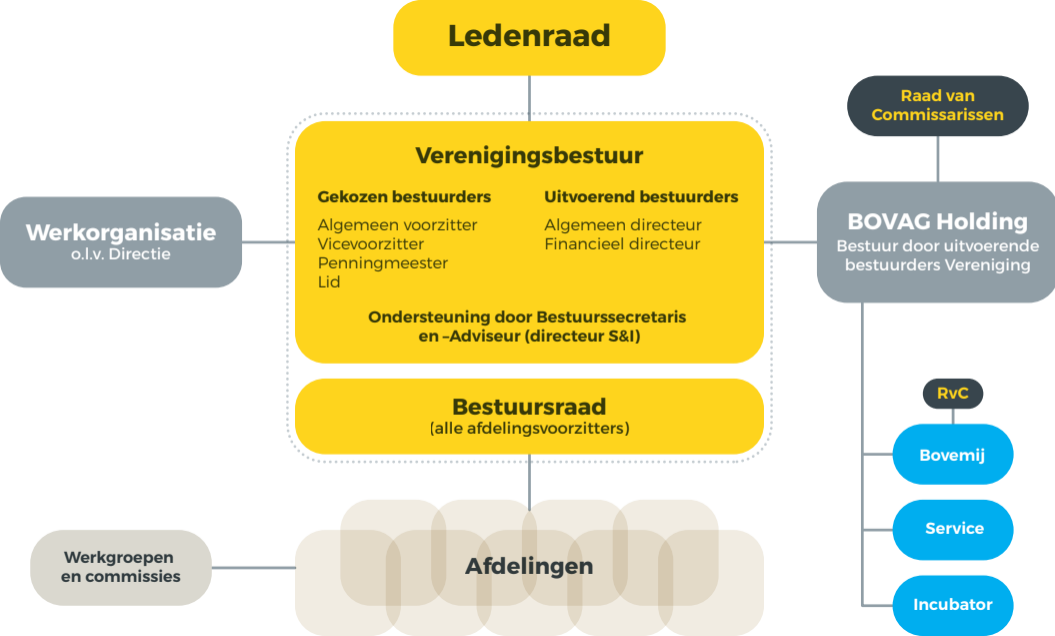 Ledenraad
Raad van
Commissarissen
Verenigingsbestuur
Gekozen bestuurders
Algemeen voorzitter
Vicevoorzitter
Penningmeester
Lid
Uitvoerend bestuurders
Algemeen directeur
Financieel directeur
Ondersteuning door Bestuurssecretaris
en –Adviseur (directeur S&I)
Werkorganisatie
o.l.v. Directie
BOVAG Holding
Bestuur door uitvoerende
bestuurders Vereniging
Bestuursraad
(alle afdelingsvoorzitters)
RvC
Bovemij
Service
Incubator
Werkgroepen
en commissies
Afdelingen